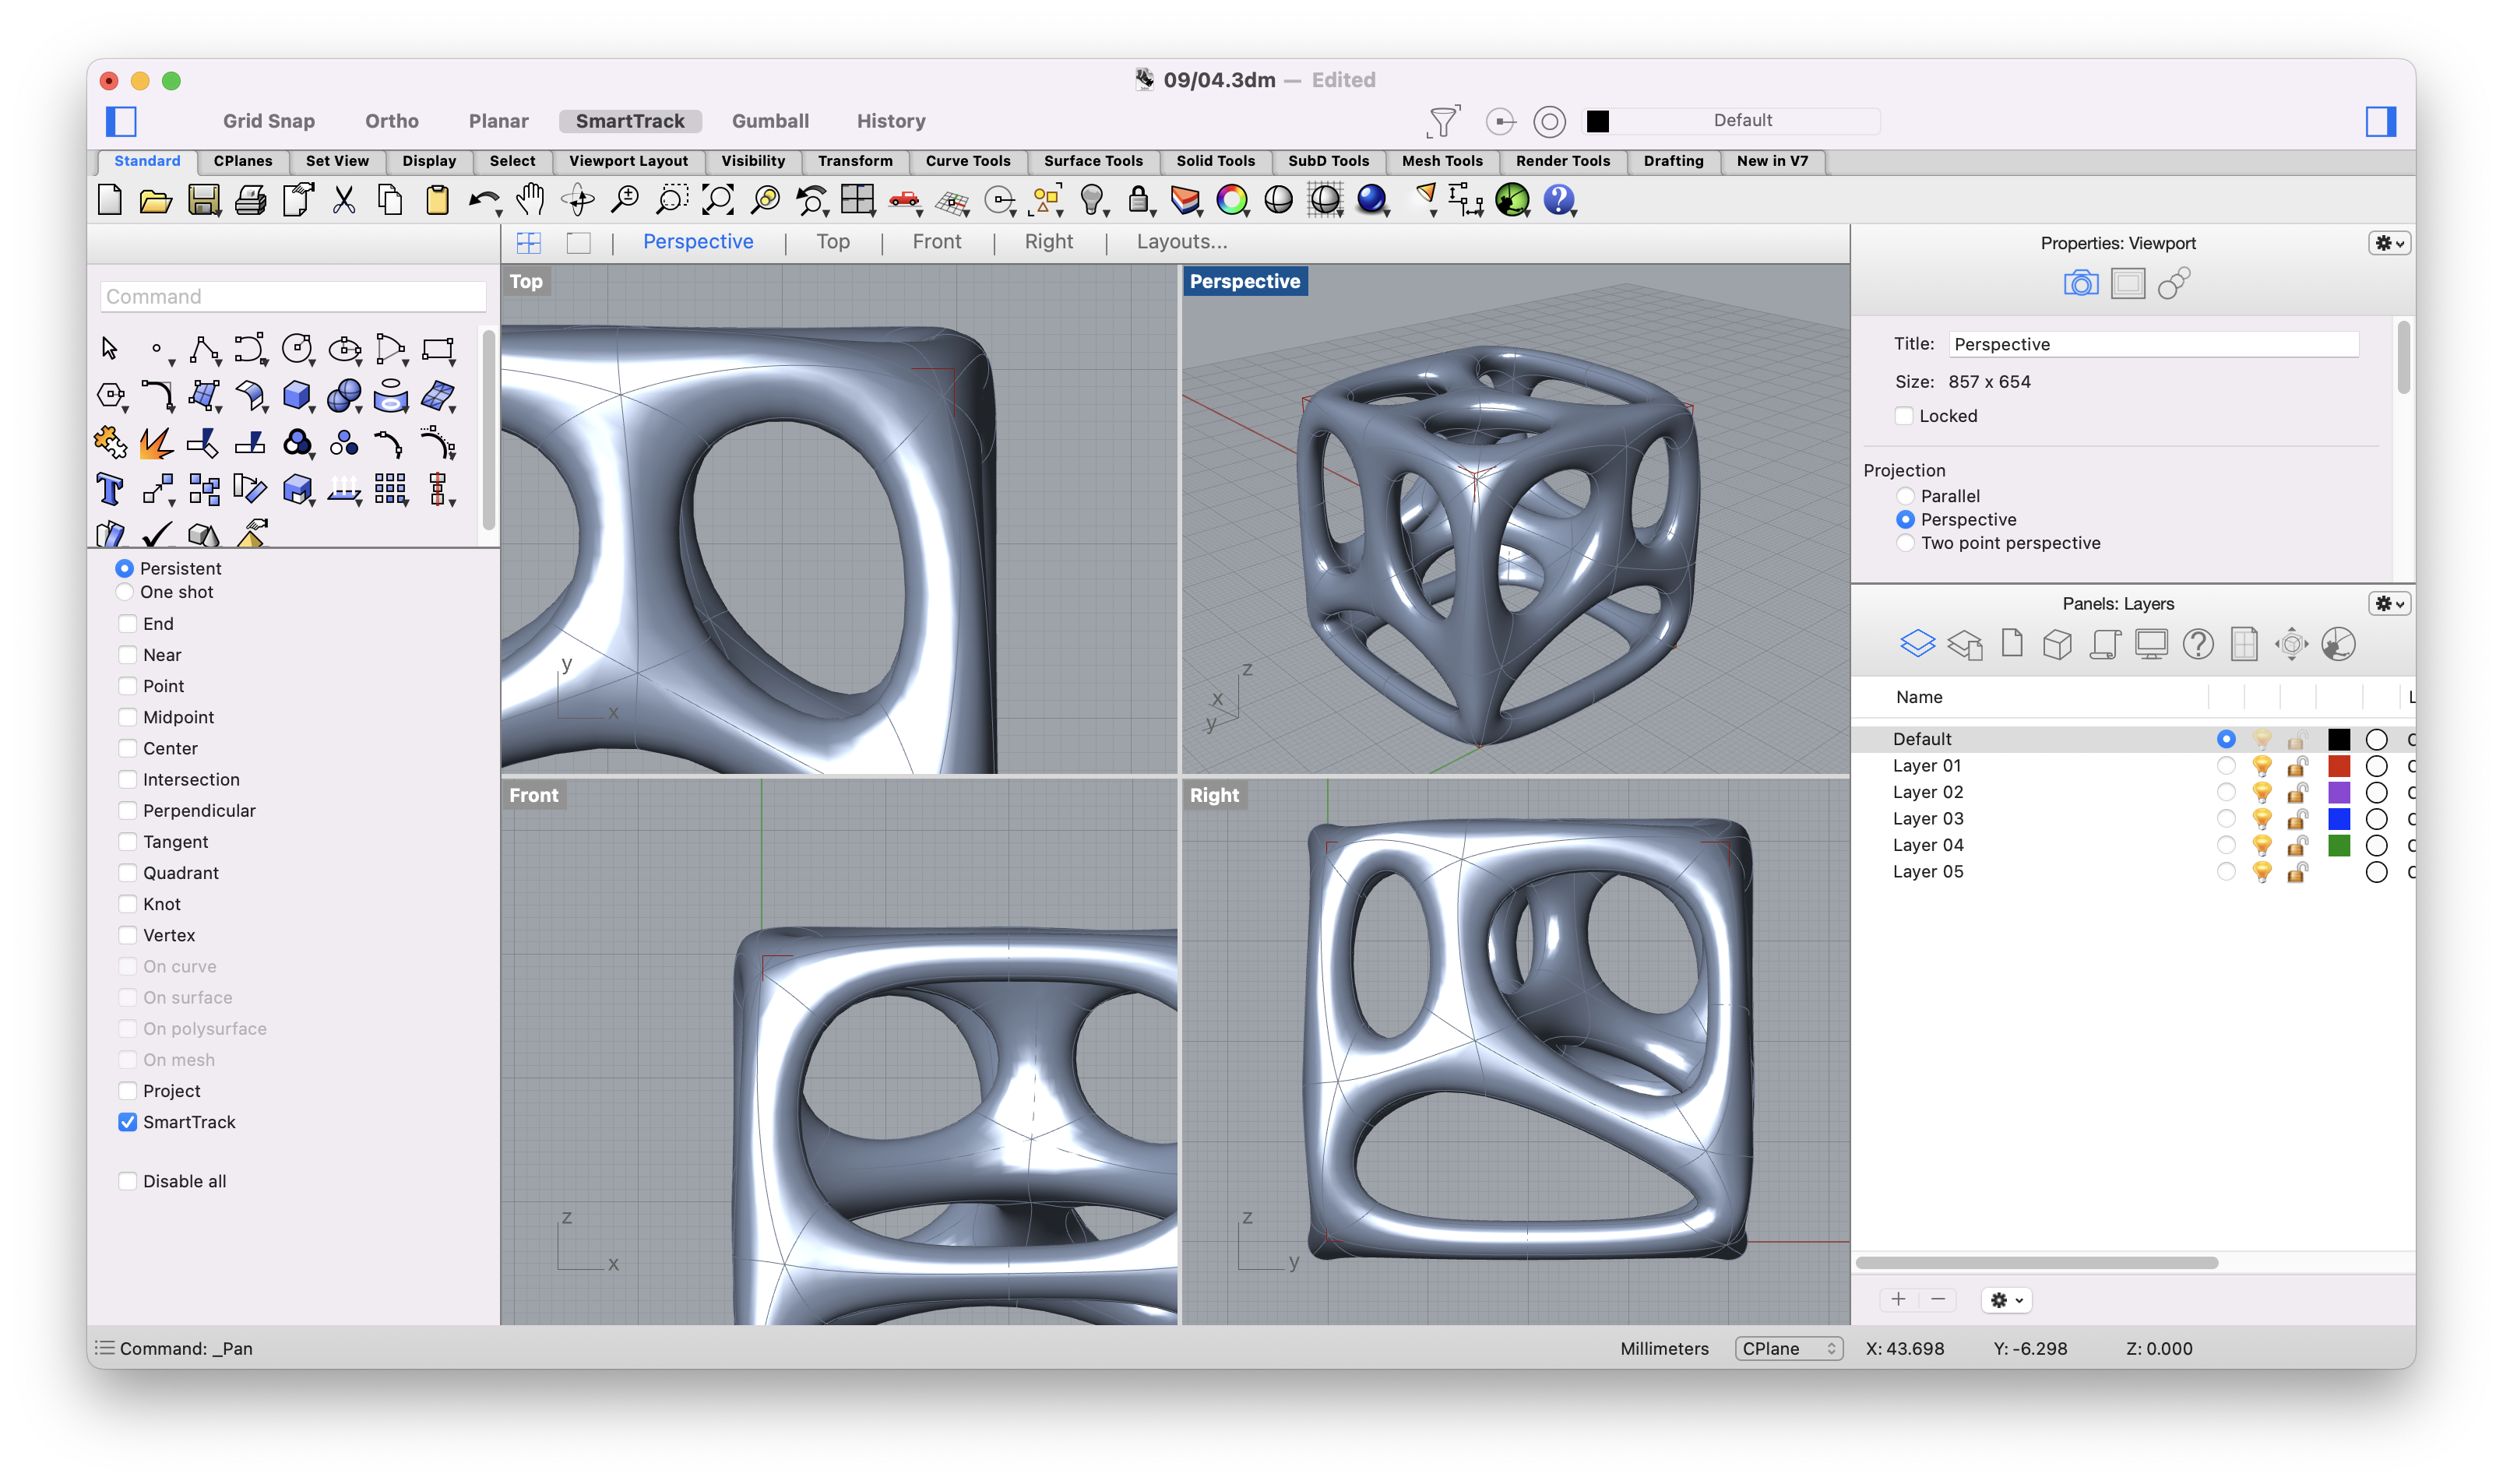 09/04.3dm — Edited
Grid Snap Ortho Planar SmartTrack Gumball History Default
Standard CPlanes Set View Display Select Viewport Layout Visibility Transform Curve Tools Surface Tools Solid Tools SubD Tools Mesh Tools Render Tools Drafting New in V7
Perspective | Top | Front | Right | Layouts...
Command
Persistent
One shot
End
Near
Point
Midpoint
Center
Intersection
Perpendicular
Tangent
Quadrant
Knot
Vertex
On curve
On surface
On polysurface
On mesh
Project
SmartTrack
Disable all
Top
y
x
Perspective
z
x
y
Front
z
x
Right
z
y
Properties: Viewport
Title: Perspective
Size: 857 x 654
Locked
Projection
Parallel
Perspective
Two point perspective
Panels: Layers
Name
Default
Layer 01
Layer 02
Layer 03
Layer 04
Layer 05
Command: _Pan
Millimeters CPlane X: 43.698 Y: -6.298 Z: 0.000